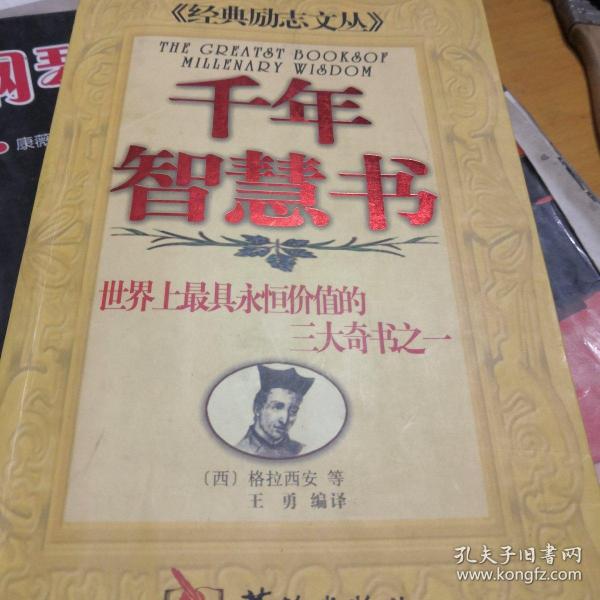 《经典励志文丛》
THE GREATST BOOKSOF
MILLENARY WISDOM
千年
智慧书
世界上最具永恒价值的
三大奇书之一
〔西〕格拉西安 等
王 勇 编译
康薇
孔夫子旧书网
www.kongfz.com